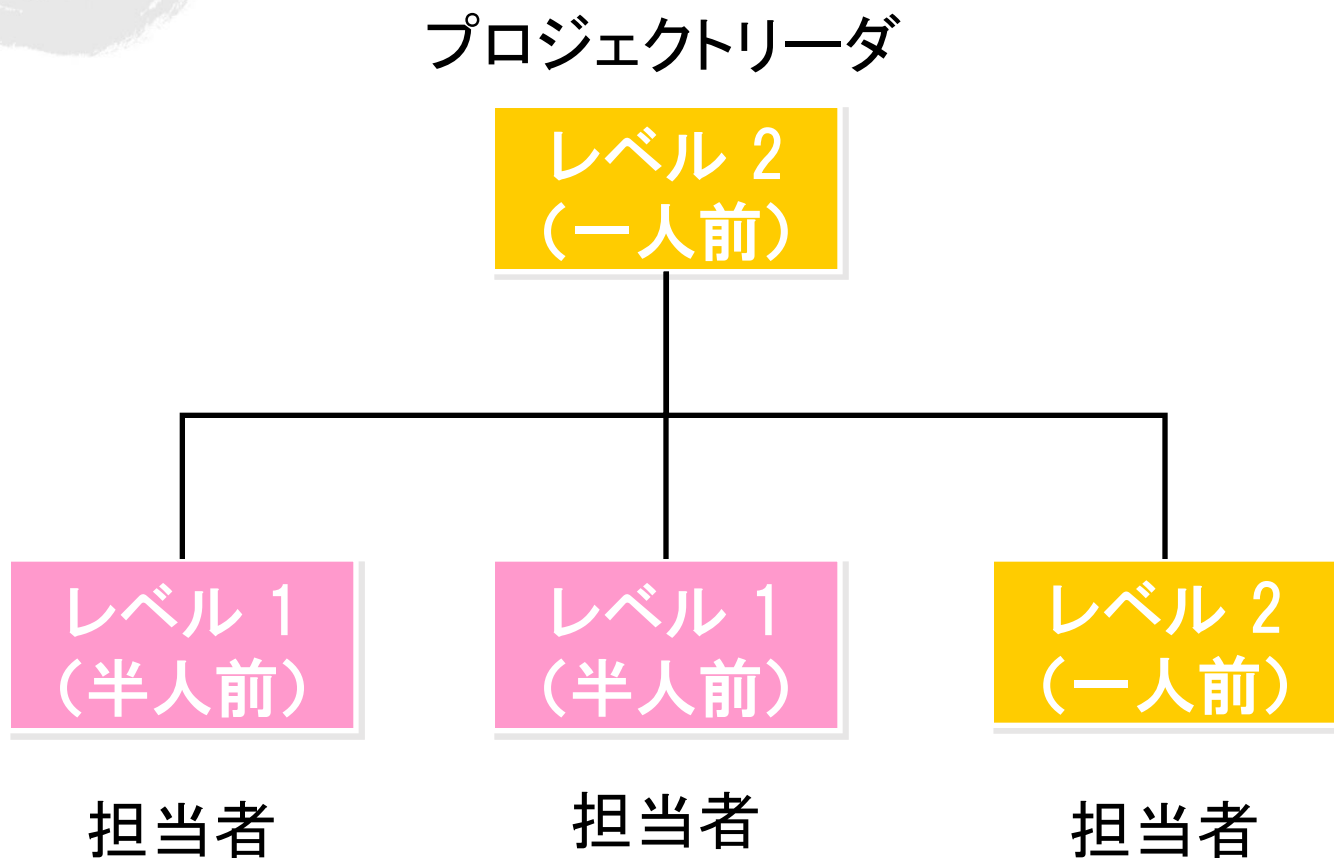 プロジェクトリーダ
レベル 2
（一人前）
レベル 1
（半人前）
レベル 1
（半人前）
レベル 2
（一人前）
担当者
担当者
担当者